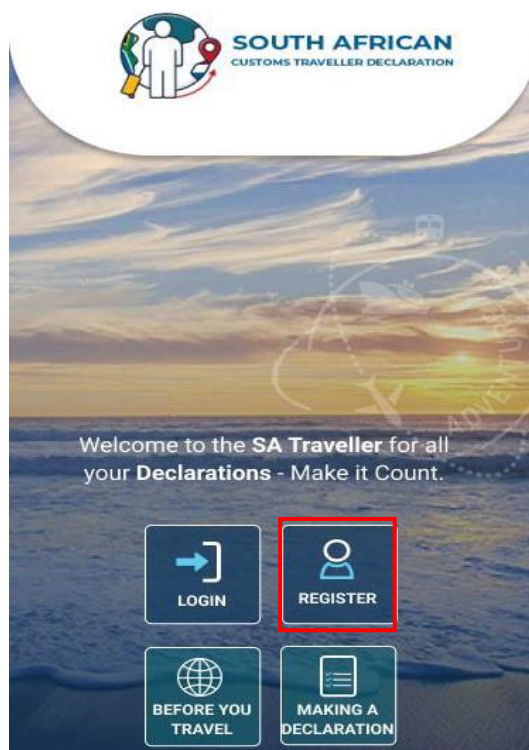 SOUTH AFRICAN
CUSTOMS TRAVELLER DECLARATION
ADVENTURE
Welcome to the SA Traveller for all
your Declarations - Make it Count.
LOGIN
REGISTER
BEFORE YOU
TRAVEL
MAKING A
DECLARATION